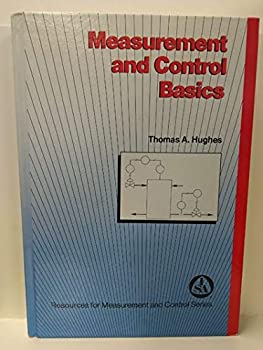 Measurement
and Control
Basics
Thomas A. Hughes
Resources for Measurement and Control Series